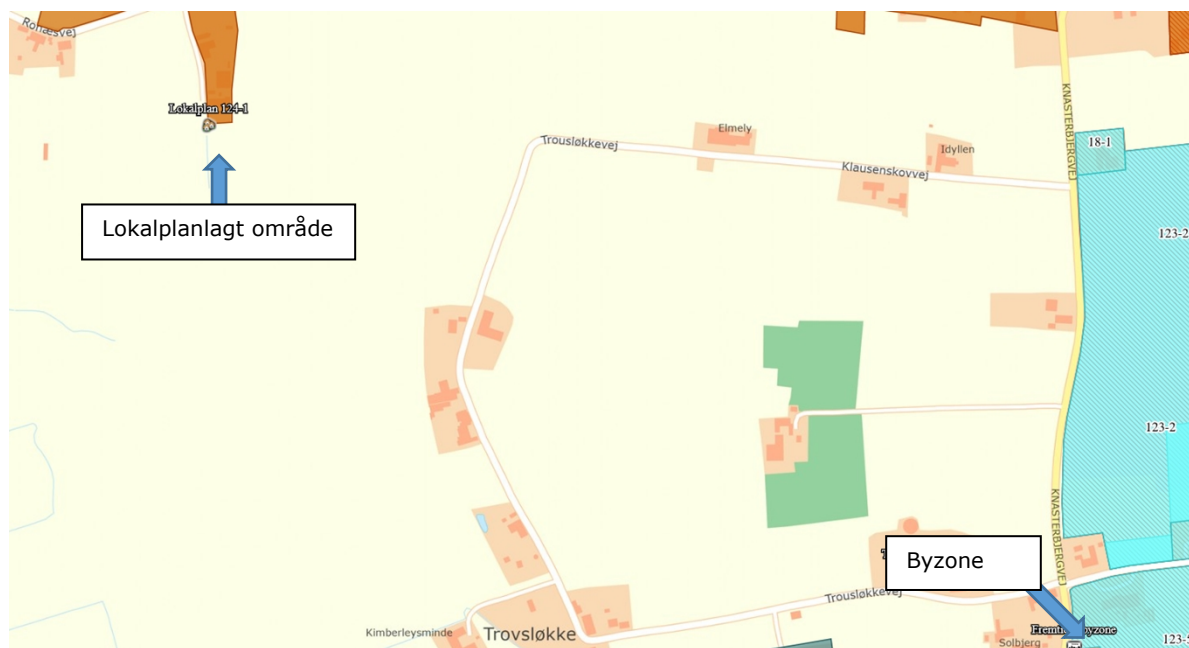 Ronæsvej
KNASTERBJERGVEJ
Lokalplan 124-1
Elmely
Trousløkkevej
Idyllen
18-1
Klausenskovvej
Lokalplanlagt område
123-2
123-2
KNASTERBJERGVEJ
Byzone
Trousløkkevej
Kimberleysminde
Trovsløkke
Solbjerg